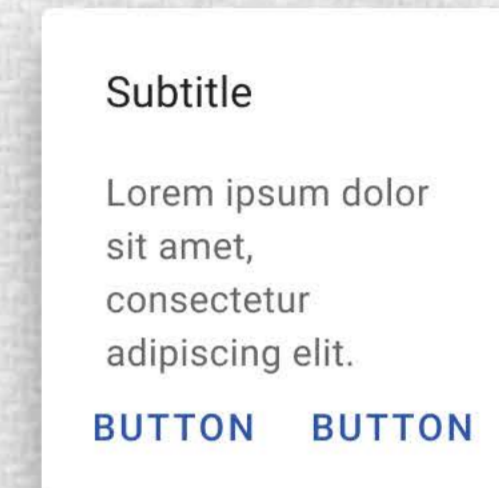 Subtitle
Lorem ipsum dolor
sit amet,
consectetur
adipiscing elit.
BUTTON BUTTON